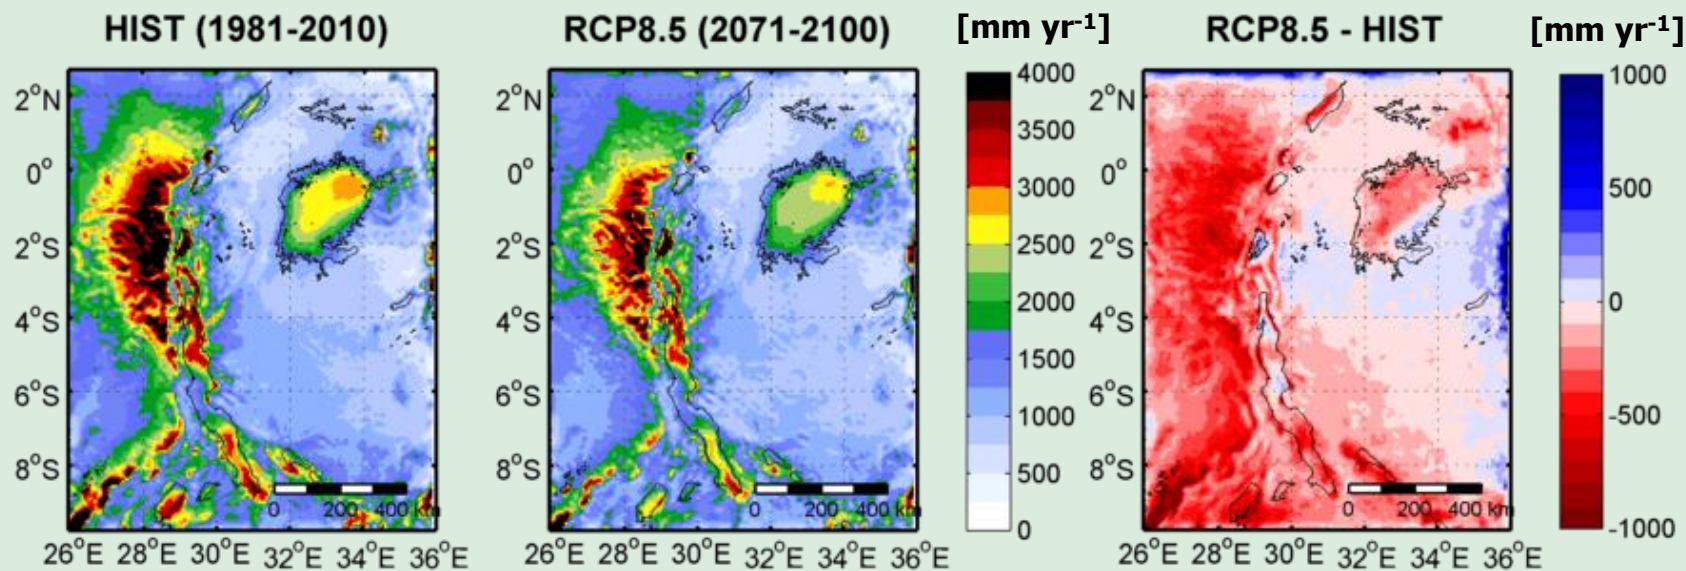 HIST (1981-2010)
RCP8.5 (2071-2100)
[mm yr-1]
RCP8.5 - HIST
[mm yr-1]
2°N
0°
2°S
4°S
6°S
8°S
26°E 28°E 30°E 32°E 34°E 36°E
0 200 400 km
2°N
0°
2°S
4°S
6°S
8°S
26°E 28°E 30°E 32°E 34°E 36°E
0 200 400 km
4000
3500
3000
2500
2000
1500
1000
500
0
2°N
0°
2°S
4°S
6°S
8°S
26°E 28°E 30°E 32°E 34°E 36°E
0 200 400 km
1000
500
0
-500
-1000